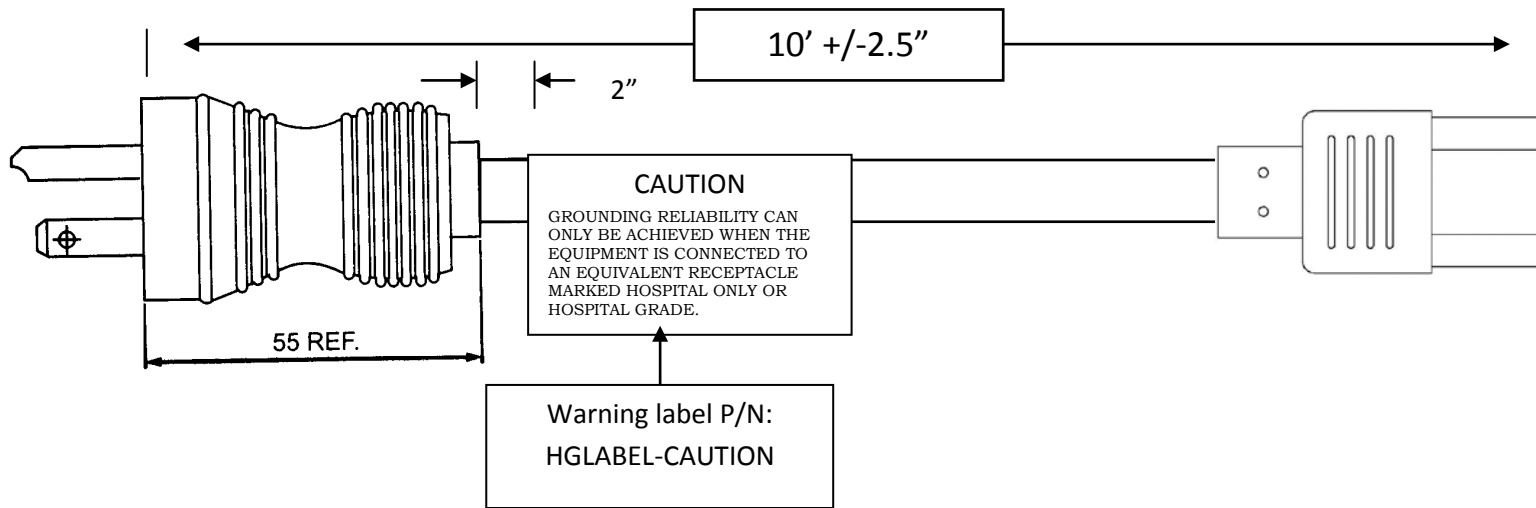 10’ +/-2.5”
2”
CAUTION
GROUNDING RELIABILITY CAN
ONLY BE ACHIEVED WHEN THE
EQUIPMENT IS CONNECTED TO
AN EQUIVALENT RECEPTACLE
MARKED HOSPITAL ONLY OR
HOSPITAL GRADE.
55 REF.
Warning label P/N:
HGLABEL-CAUTION